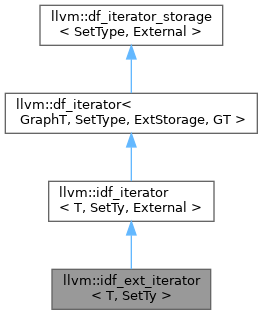 llvm::df_iterator_storage
< SetType, External >
llvm::df_iterator<
GraphT, SetType, ExtStorage, GT >
llvm::idf_iterator
< T, SetTy, External >
llvm::idf_ext_iterator
< T, SetTy >